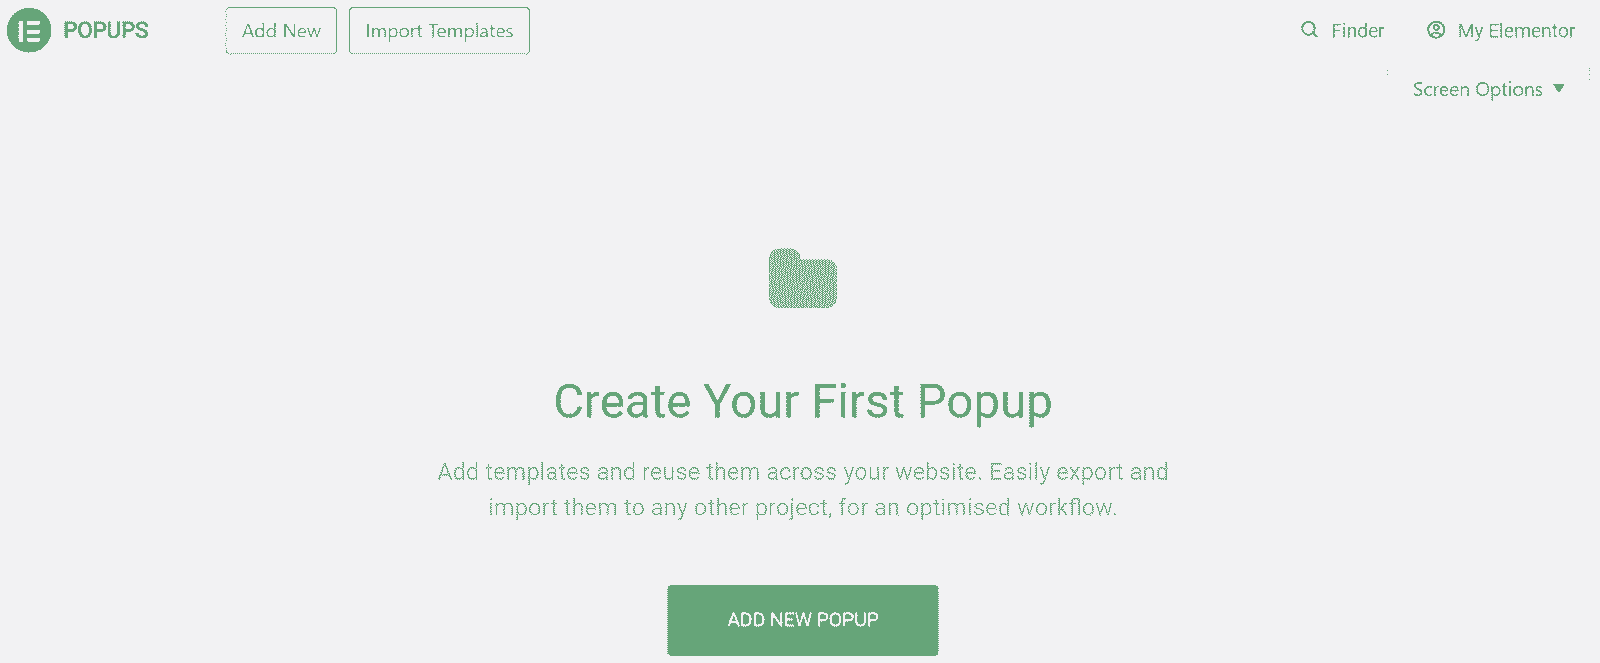 POPUPS
Add New
Import Templates
Finder
My Elementor
Screen Options
Create Your First Popup
Add templates and reuse them across your website. Easily export and
import them to any other project, for an optimised workflow.
ADD NEW POPUP